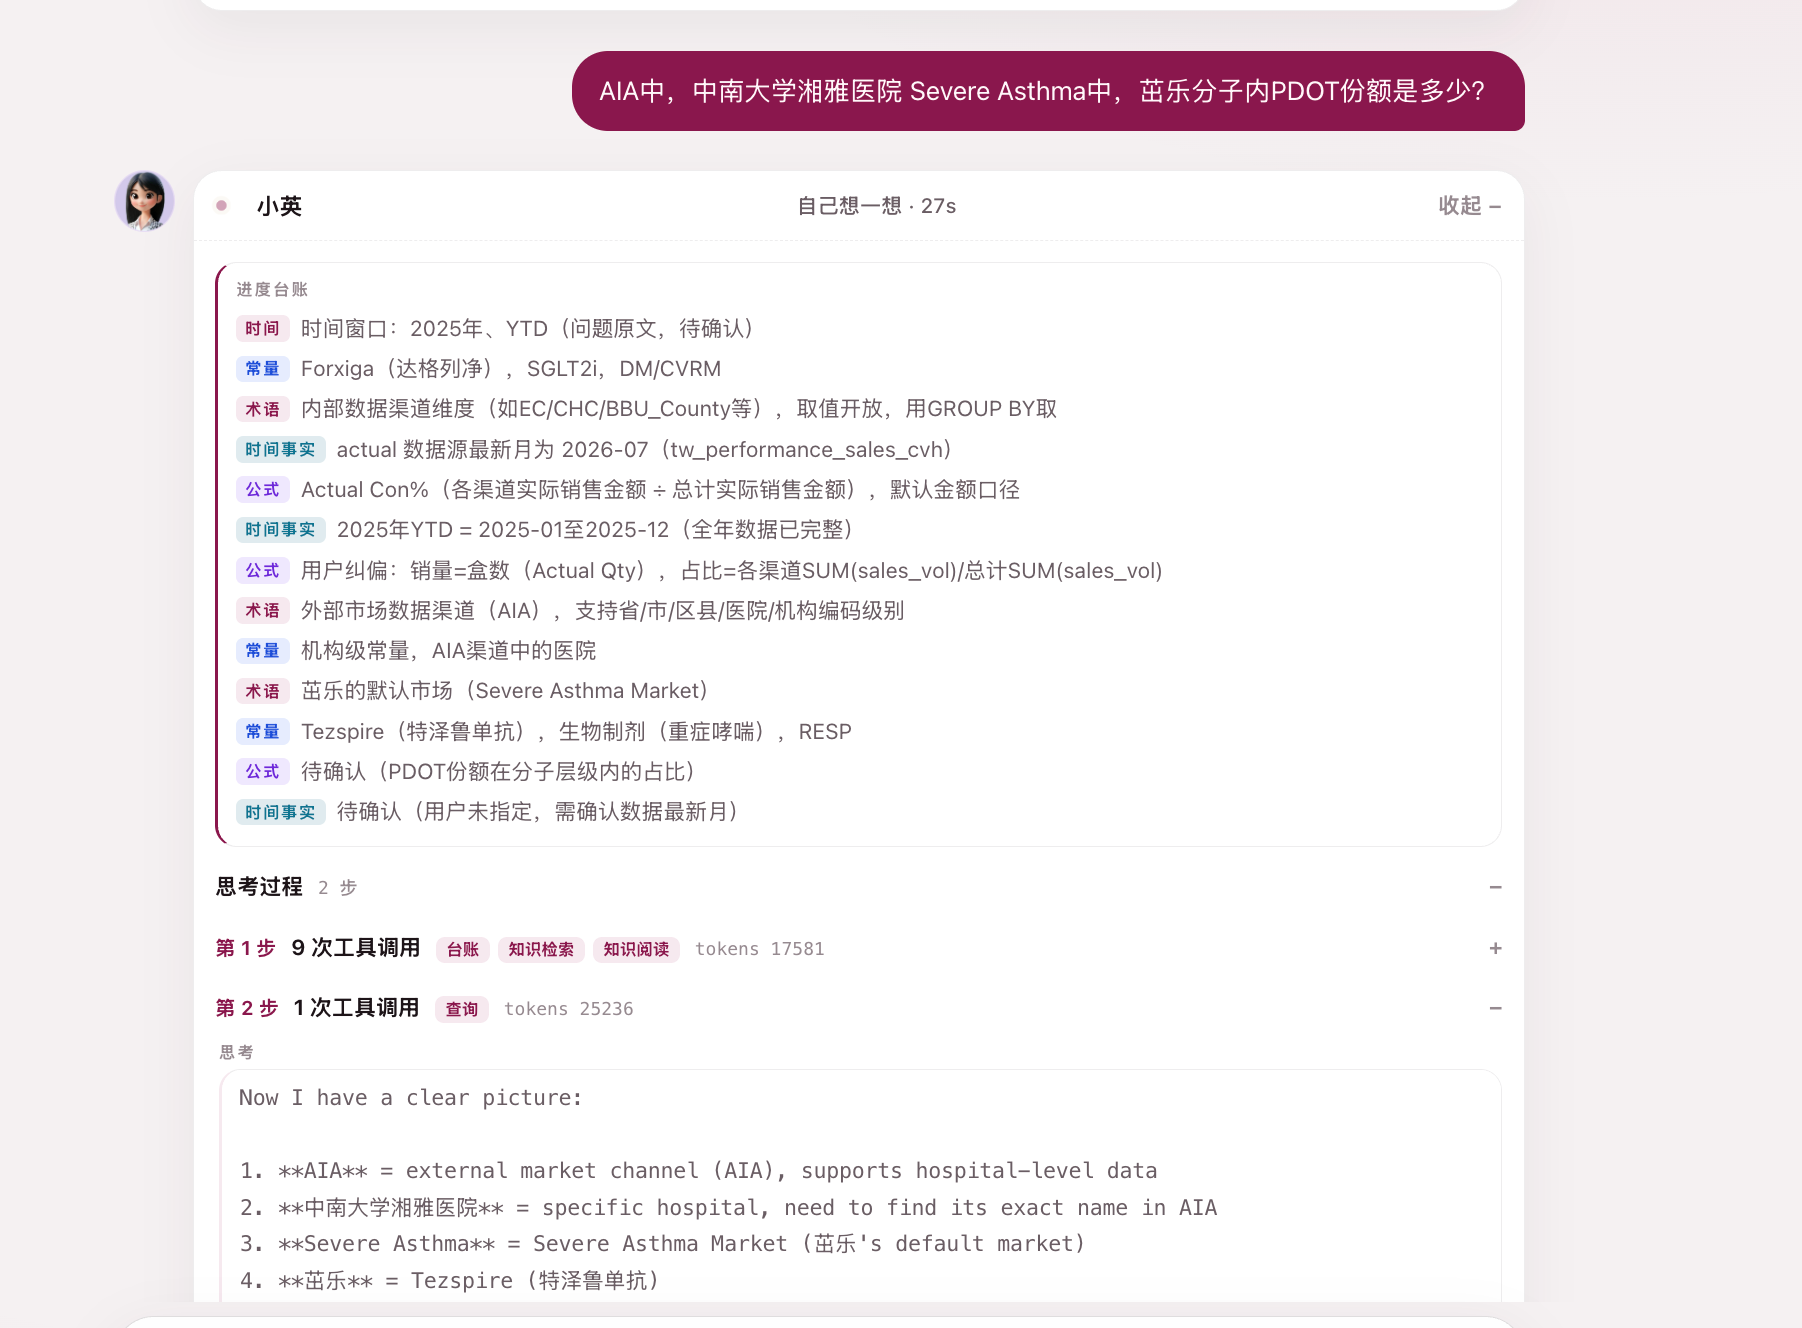 AIA中，中南大学湘雅医院 Severe Asthma中，茁乐分子内PDOT份额是多少?
小英
自己想一想 · 27s
收起 −
进度台账
时间 时间窗口：2025年、YTD（问题原文，待确认）
常量 Forxiga（达格列净），SGLT2i，DM/CVRM
术语 内部数据渠道维度（如EC/CHC/BBU_County等），取值开放，用GROUP BY取
时间事实 actual 数据源最新月为 2026-07（tw_performance_sales_cvh）
公式 Actual Con%（各渠道实际销售金额 ÷ 总计实际销售金额），默认金额口径
时间事实 2025年YTD = 2025-01至2025-12（全年数据已完整）
公式 用户纠偏：销量=盒数（Actual Qty），占比=各渠道SUM(sales_vol)/总计SUM(sales_vol)
术语 外部市场数据渠道（AIA），支持省/市/区县/医院/机构编码级别
常量 机构级常量，AIA渠道中的医院
术语 茁乐的默认市场（Severe Asthma Market）
常量 Tezspire（特泽鲁单抗），生物制剂（重症哮喘），RESP
公式 待确认（PDOT份额在分子层级内的占比）
时间事实 待确认（用户未指定，需确认数据最新月）
思考过程 2 步 −
第 1 步 9 次工具调用 台账 知识检索 知识阅读 tokens 17581 +
第 2 步 1 次工具调用 查询 tokens 25236 −
思考
Now I have a clear picture:
1. **AIA** = external market channel (AIA), supports hospital-level data
2. **中南大学湘雅医院** = specific hospital, need to find its exact name in AIA
3. **Severe Asthma** = Severe Asthma Market (茁乐's default market)
4. **茁乐** = Tezspire (特泽鲁单抗)